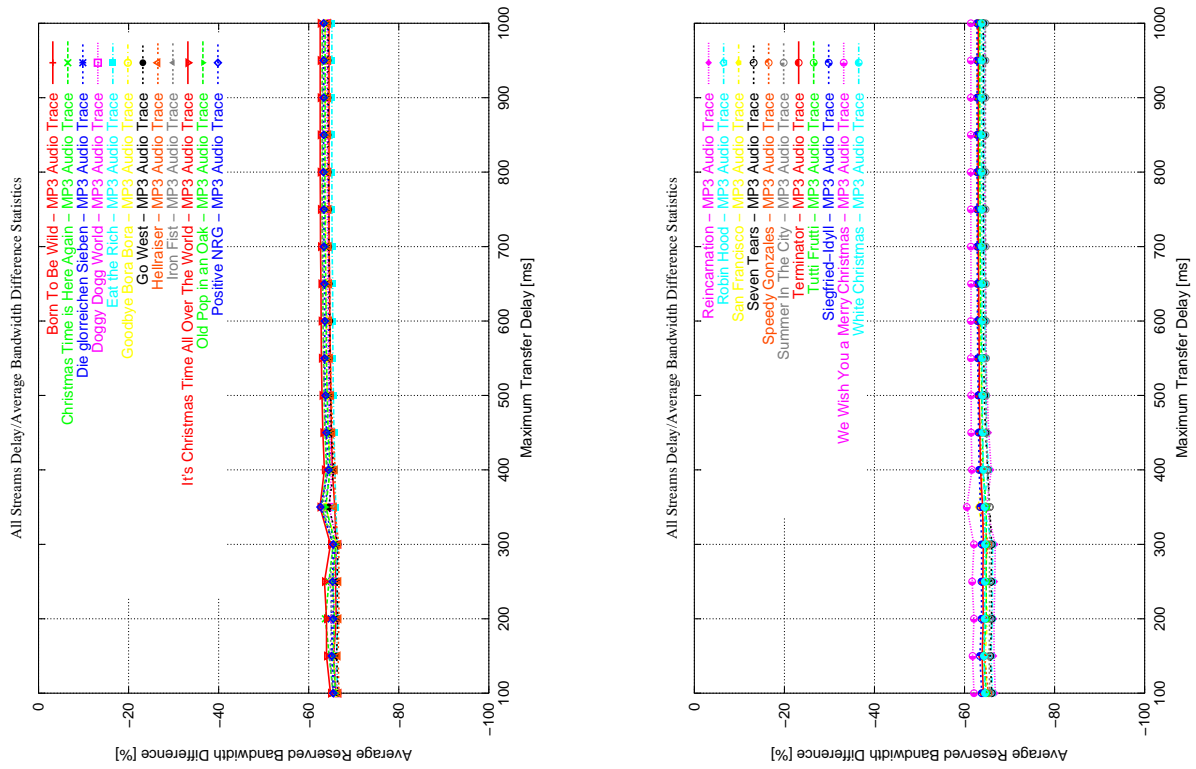 All Streams Delay/Average Bandwidth Difference Statistics
Average Reserved Bandwidth Difference [%]
0
−20
−40
−60
−80
−100
Born To Be Wild − MP3 Audio Trace
Christmas Time is Here Again − MP3 Audio Trace
Die glorreichen Sieben − MP3 Audio Trace
Doggy Dogg World − MP3 Audio Trace
Eat the Rich − MP3 Audio Trace
Goodbye Bora Bora − MP3 Audio Trace
Go West − MP3 Audio Trace
Hellraiser − MP3 Audio Trace
Iron Fist − MP3 Audio Trace
It's Christmas Time All Over The World − MP3 Audio Trace
Old Pop in an Oak − MP3 Audio Trace
Positive NRG − MP3 Audio Trace
100 200 300 400 500 600 700 800 900 1000
Maximum Transfer Delay [ms]
All Streams Delay/Average Bandwidth Difference Statistics
Average Reserved Bandwidth Difference [%]
0
−20
−40
−60
−80
−100
Reincarnation − MP3 Audio Trace
Robin Hood − MP3 Audio Trace
San Francisco − MP3 Audio Trace
Seven Tears − MP3 Audio Trace
Speedy Gonzales − MP3 Audio Trace
Summer In The City − MP3 Audio Trace
Terminator − MP3 Audio Trace
Tutti Frutti − MP3 Audio Trace
Siegfried−Idyll − MP3 Audio Trace
We Wish You a Merry Christmas − MP3 Audio Trace
White Christmas − MP3 Audio Trace
100 200 300 400 500 600 700 800 900 1000
Maximum Transfer Delay [ms]